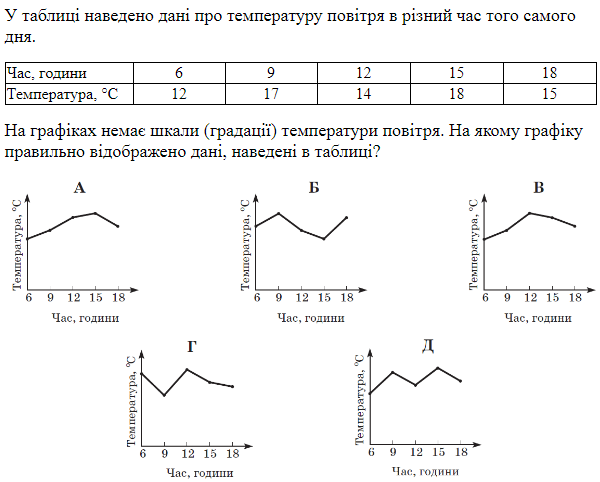 У таблиці наведено дані про температуру повітря в різний час того самого
дня.
Час, години 6 9 12 15 18
Температура, °C 12 17 14 18 15
На графіках немає шкали (градації) температури повітря. На якому графіку
правильно відображено дані, наведені в таблиці?
А
Температура, °C
6 9 12 15 18
Час, години
Б
Температура, °C
6 9 12 15 18
Час, години
В
Температура, °C
6 9 12 15 18
Час, години
Г
Температура, °C
6 9 12 15 18
Час, години
Д
Температура, °C
6 9 12 15 18
Час, години